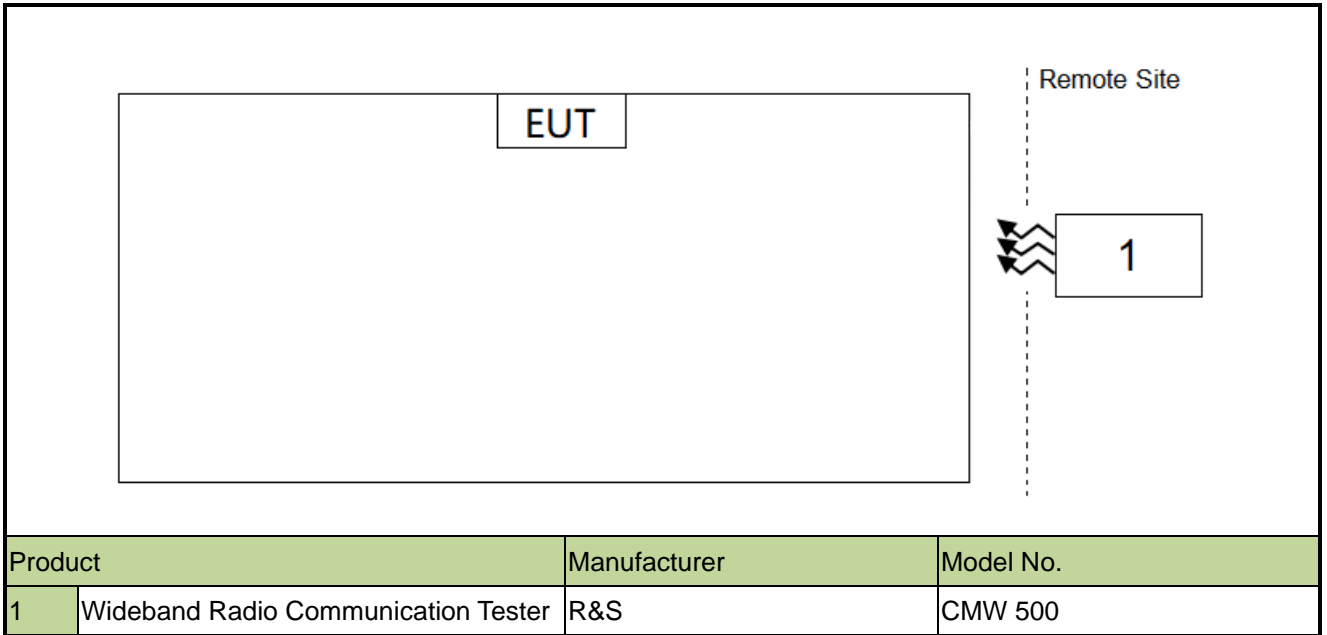 Remote Site
EUT
1
Product Manufacturer Model No.
1 Wideband Radio Communication Tester R&S CMW 500